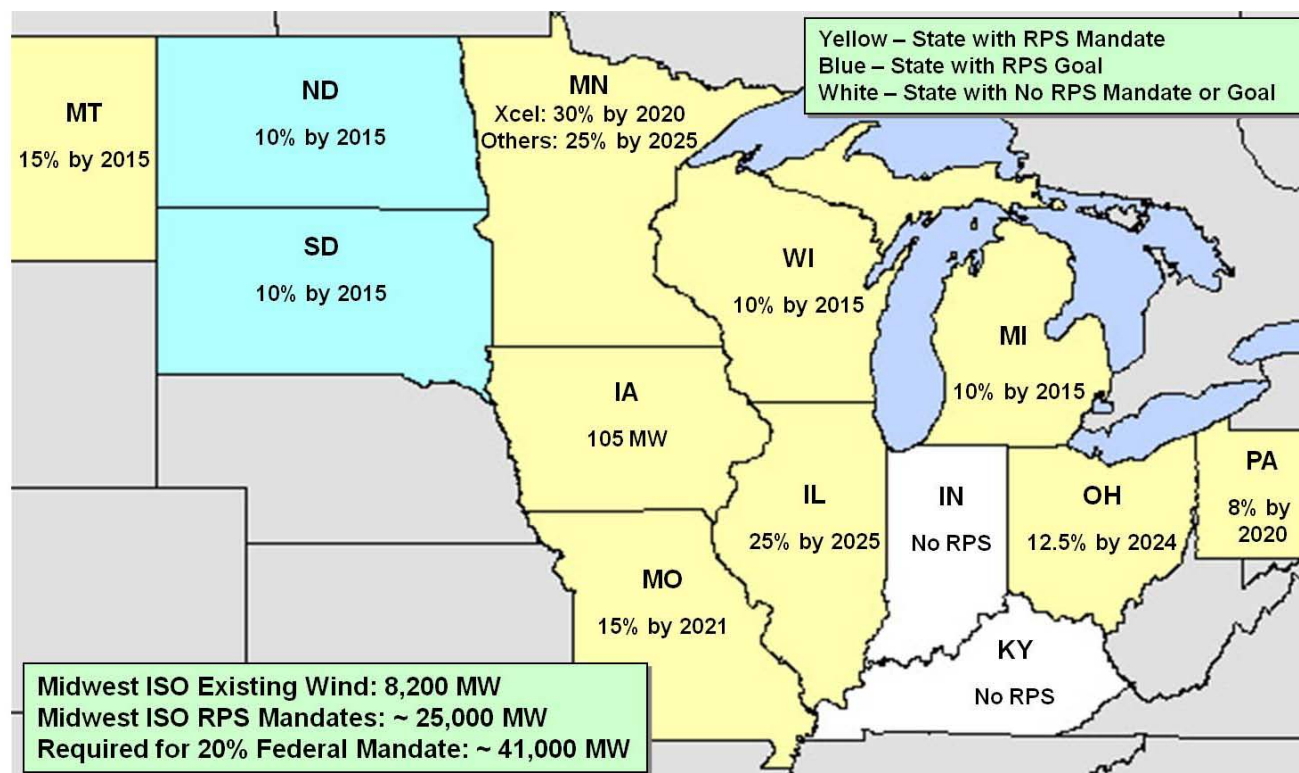 Yellow – State with RPS Mandate
Blue – State with RPS Goal
White – State with No RPS Mandate or Goal
MT
15% by 2015
ND
10% by 2015
MN
Xcel: 30% by 2020
Others: 25% by 2025
SD
10% by 2015
WI
10% by 2015
MI
10% by 2015
IA
105 MW
IL
25% by 2025
IN
No RPS
OH
12.5% by 2024
PA
8% by
2020
MO
15% by 2021
KY
No RPS
Midwest ISO Existing Wind: 8,200 MW
Midwest ISO RPS Mandates: ~ 25,000 MW
Required for 20% Federal Mandate: ~ 41,000 MW